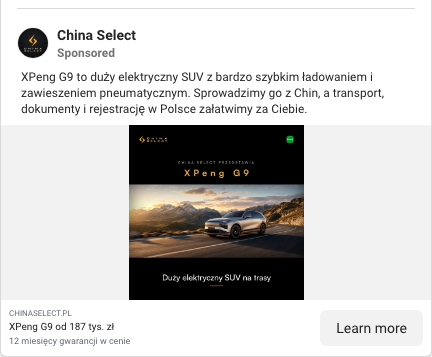 China Select
Sponsored
XPeng G9 to duży elektryczny SUV z bardzo szybkim ładowaniem i
zawieszeniem pneumatycznym. Sprowadzimy go z Chin, a transport,
dokumenty i rejestrację w Polsce załatwimy za Ciebie.
CHINA SELECT PRZEDSTAWIA
XPeng G9
Duży elektryczny SUV na trasy
CHINASELECT.PL
XPeng G9 od 187 tys. zł
12 miesięcy gwarancji w cenie
Learn more